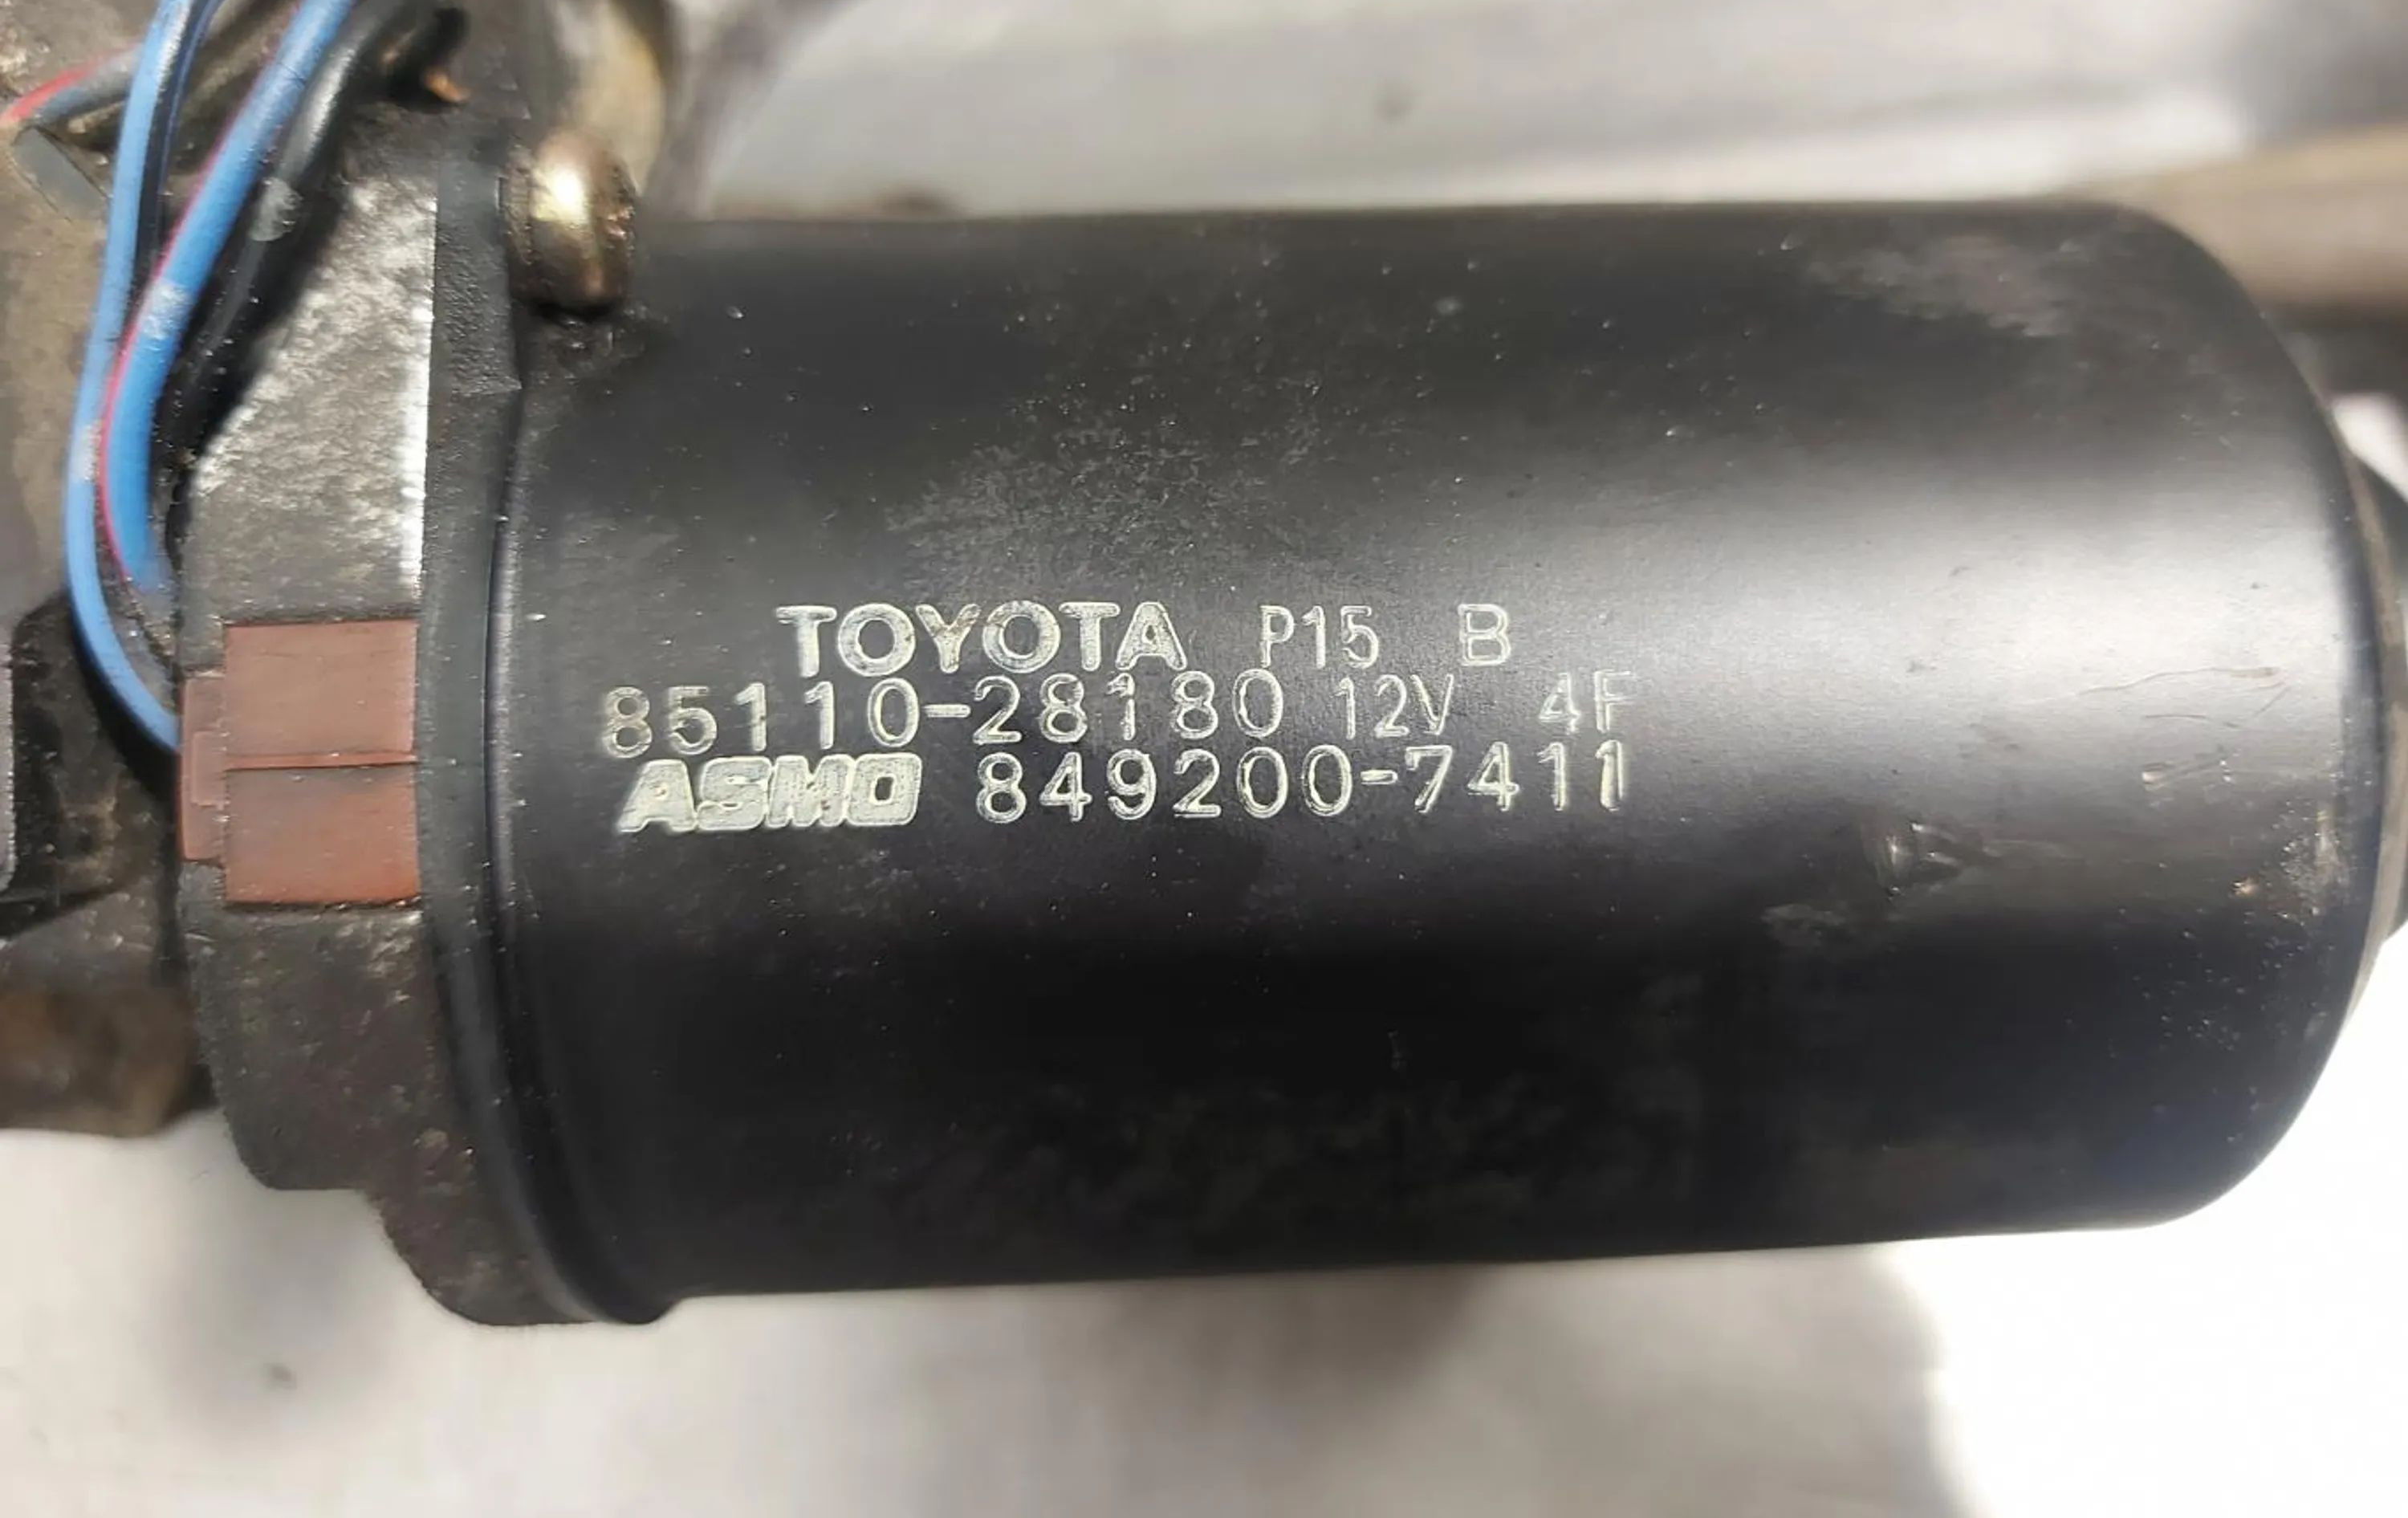 TOYOTA P15 B
85110-28180 12V 4F
ASMO 849200-7411